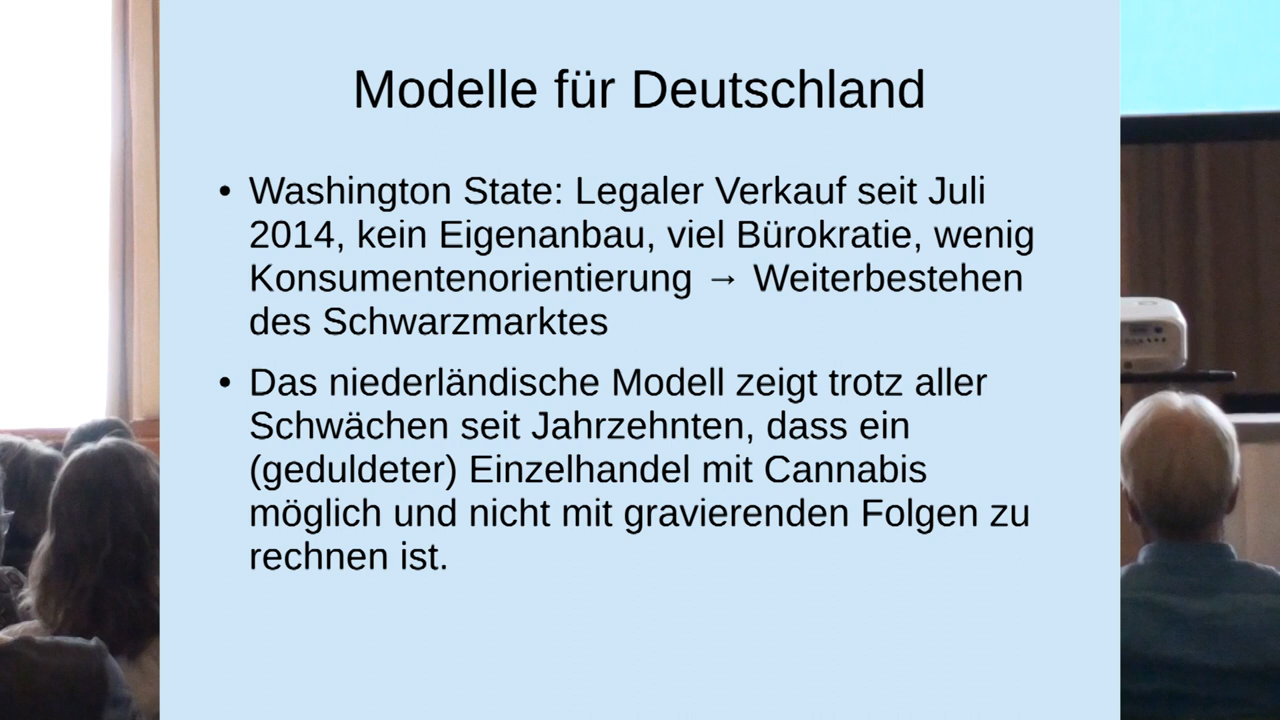 Modelle für Deutschland
• Washington State: Legaler Verkauf seit Juli
2014, kein Eigenanbau, viel Bürokratie, wenig
Konsumentenorientierung → Weiterbestehen
des Schwarzmarktes
• Das niederländische Modell zeigt trotz aller
Schwächen seit Jahrzehnten, dass ein
(geduldeter) Einzelhandel mit Cannabis
möglich und nicht mit gravierenden Folgen zu
rechnen ist.